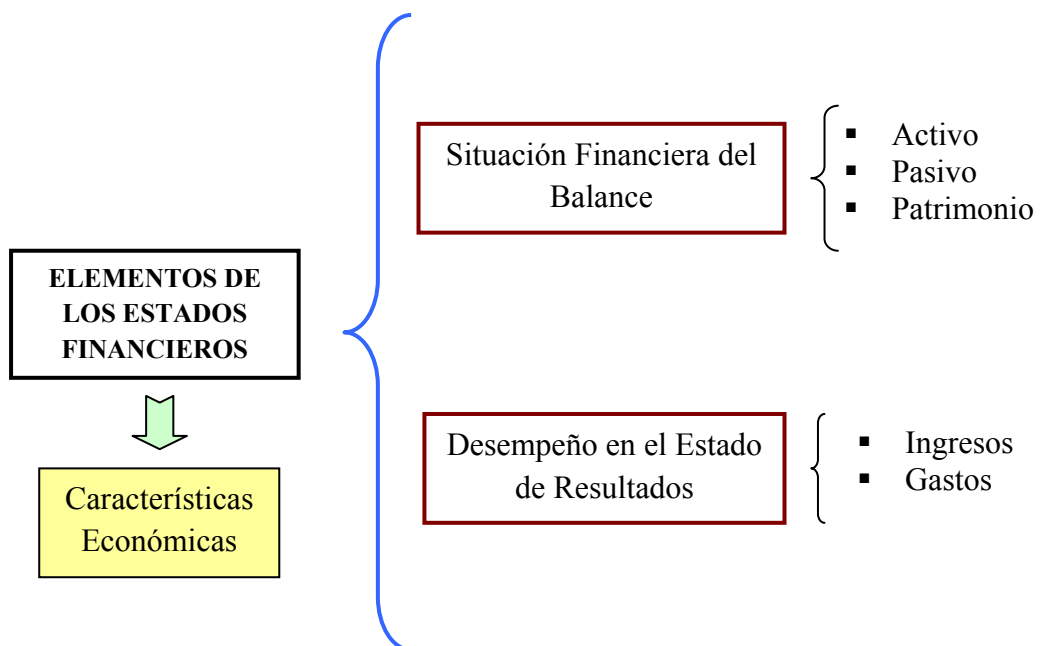 Situación Financiera del
Balance
▪ Activo
▪ Pasivo
▪ Patrimonio
ELEMENTOS DE
LOS ESTADOS
FINANCIEROS
Desempeño en el Estado
de Resultados
▪ Ingresos
▪ Gastos
Característísticas
Económicas